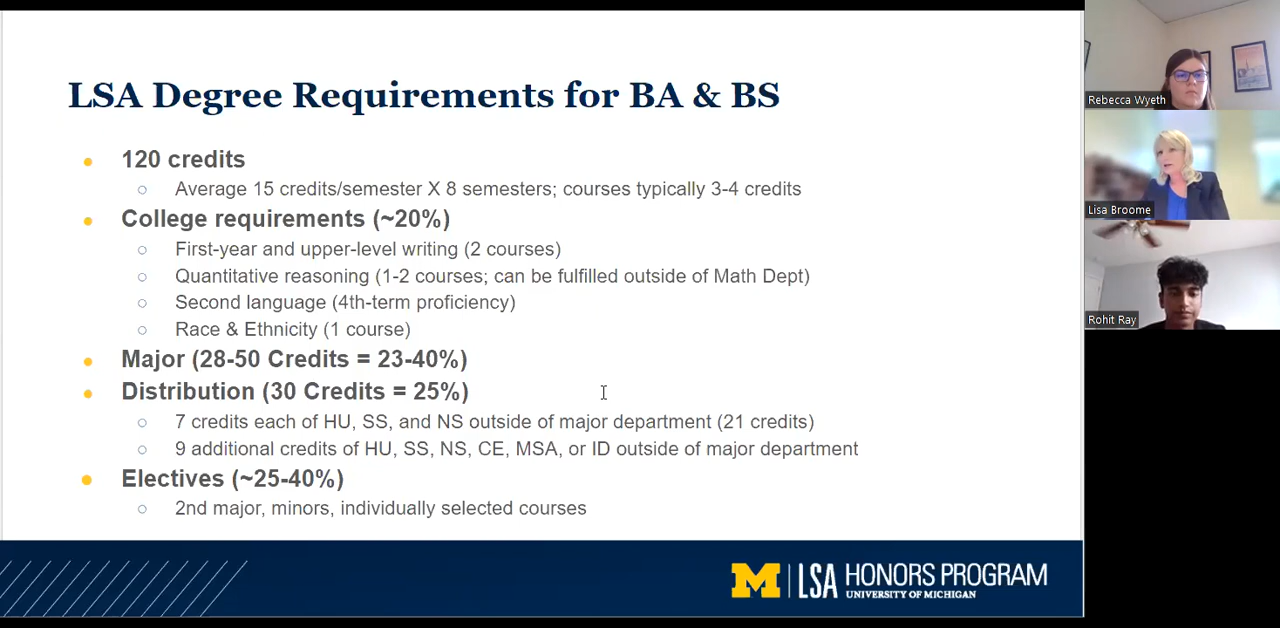 LSA Degree Requirements for BA & BS
● 120 credits
○ Average 15 credits/semester X 8 semesters; courses typically 3-4 credits
● College requirements (~20%)
○ First-year and upper-level writing (2 courses)
○ Quantitative reasoning (1-2 courses; can be fulfilled outside of Math Dept)
○ Second language (4th-term proficiency)
○ Race & Ethnicity (1 course)
● Major (28-50 Credits = 23-40%)
● Distribution (30 Credits = 25%)
○ 7 credits each of HU, SS, and NS outside of major department (21 credits)
○ 9 additional credits of HU, SS, NS, CE, MSA, or ID outside of major department
● Electives (~25-40%)
○ 2nd major, minors, individually selected courses
M | LSA HONORS PROGRAM
UNIVERSITY OF MICHIGAN
Rebecca Wyeth
Lisa Broome
Rohit Ray